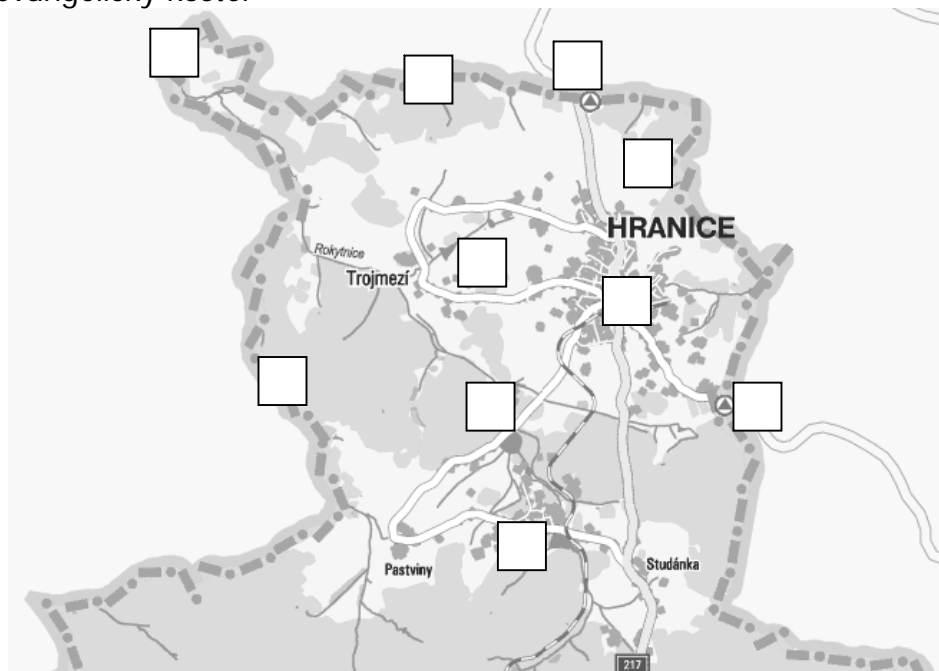 evangelický kostel
HRANICE
Rokytnice
Trojmezí
Studánka
Pastviny
217